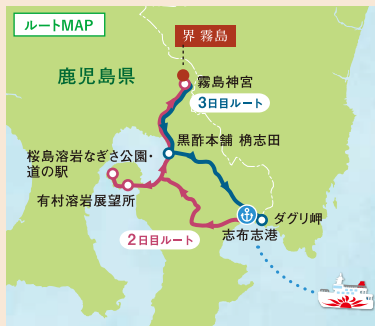 ルートMAP
界 霧島
鹿児島県
霧島神宮
3日目ルート
黒酢本舗 桷志田
桜島溶岩なぎさ公園・
道の駅
有村溶岩展望所
ダグリ岬
志布志港
2日目ルート